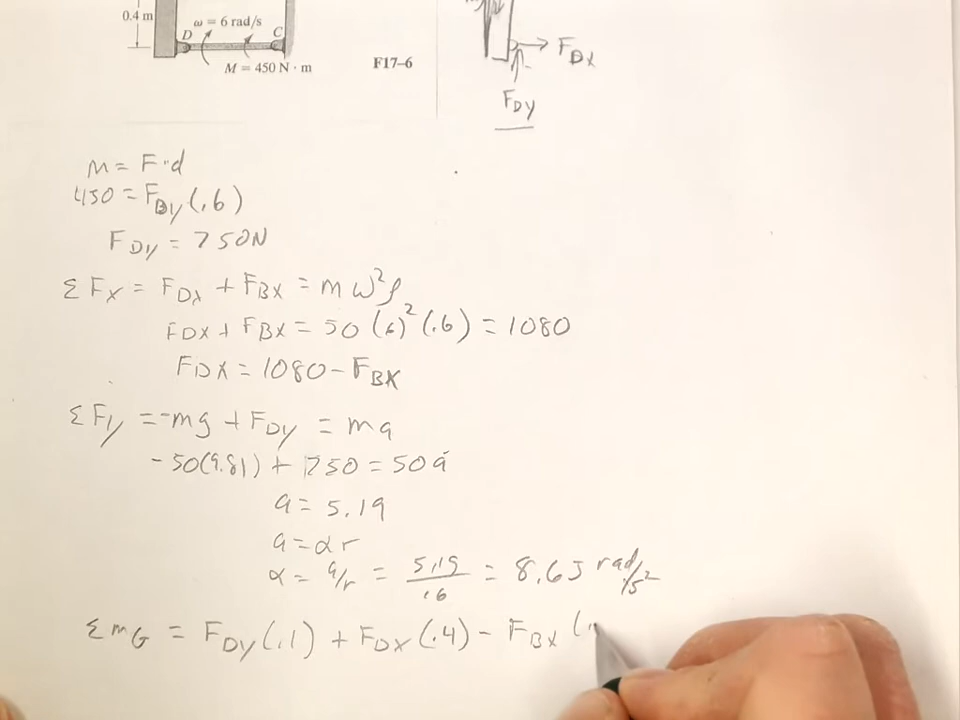 0.4 m
ω = 6 rad/s
D
C
M = 450 N · m
F17–6
F_DX
F_DY
M = F·d
450 = F_BY(.6)
F_DY = 750N
ΣF_X = F_DX + F_BX = mω²ρ
F_DX + F_BX = 50(6)²(.6) = 1080
F_DX = 1080 - F_BX
ΣF_y = -mg + F_DY = ma
-50(9.81) + 750 = 50a
a = 5.19
a = αr
α = a/r = 5.19/.6 = 8.65 rad/s²
Σm_G = F_DY(.1) + F_DX(.4) - F_BX(.